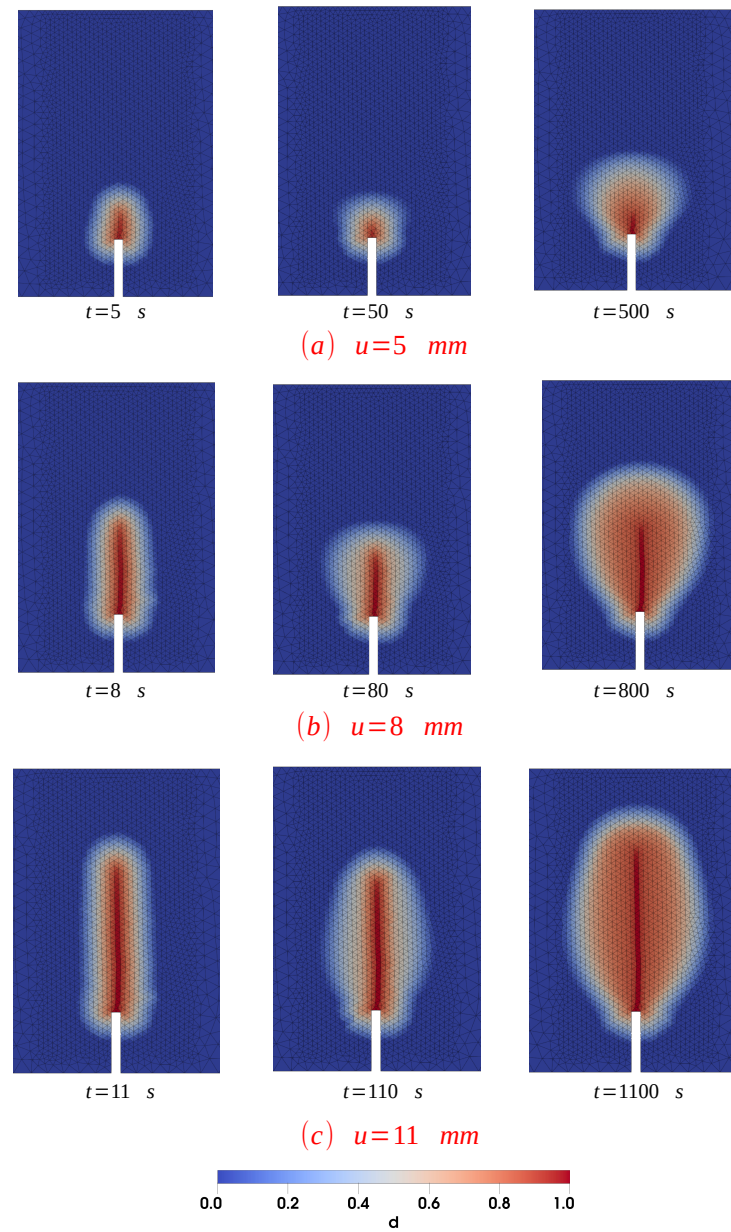 t=5 s
t=50 s
t=500 s
(a) u=5 mm
t=8 s
t=80 s
t=800 s
(b) u=8 mm
t=11 s
t=110 s
t=1100 s
(c) u=11 mm
0.0 0.2 0.4 0.6 0.8 1.0
d